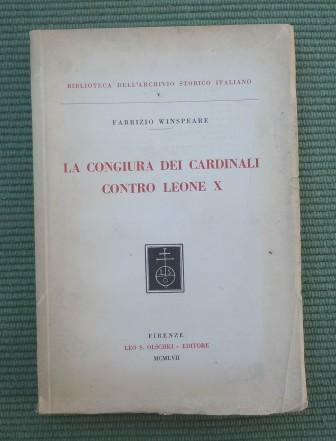 BIBLIOTECA DELL'ARCHIVIO STORICO ITALIANO
V.
FABRIZIO WINSPEARE
LA CONGIURA DEI CARDINALI
CONTRO LEONE X
FIRENZE
LEO S. OLSCHKI - EDITORE
MCMLVII